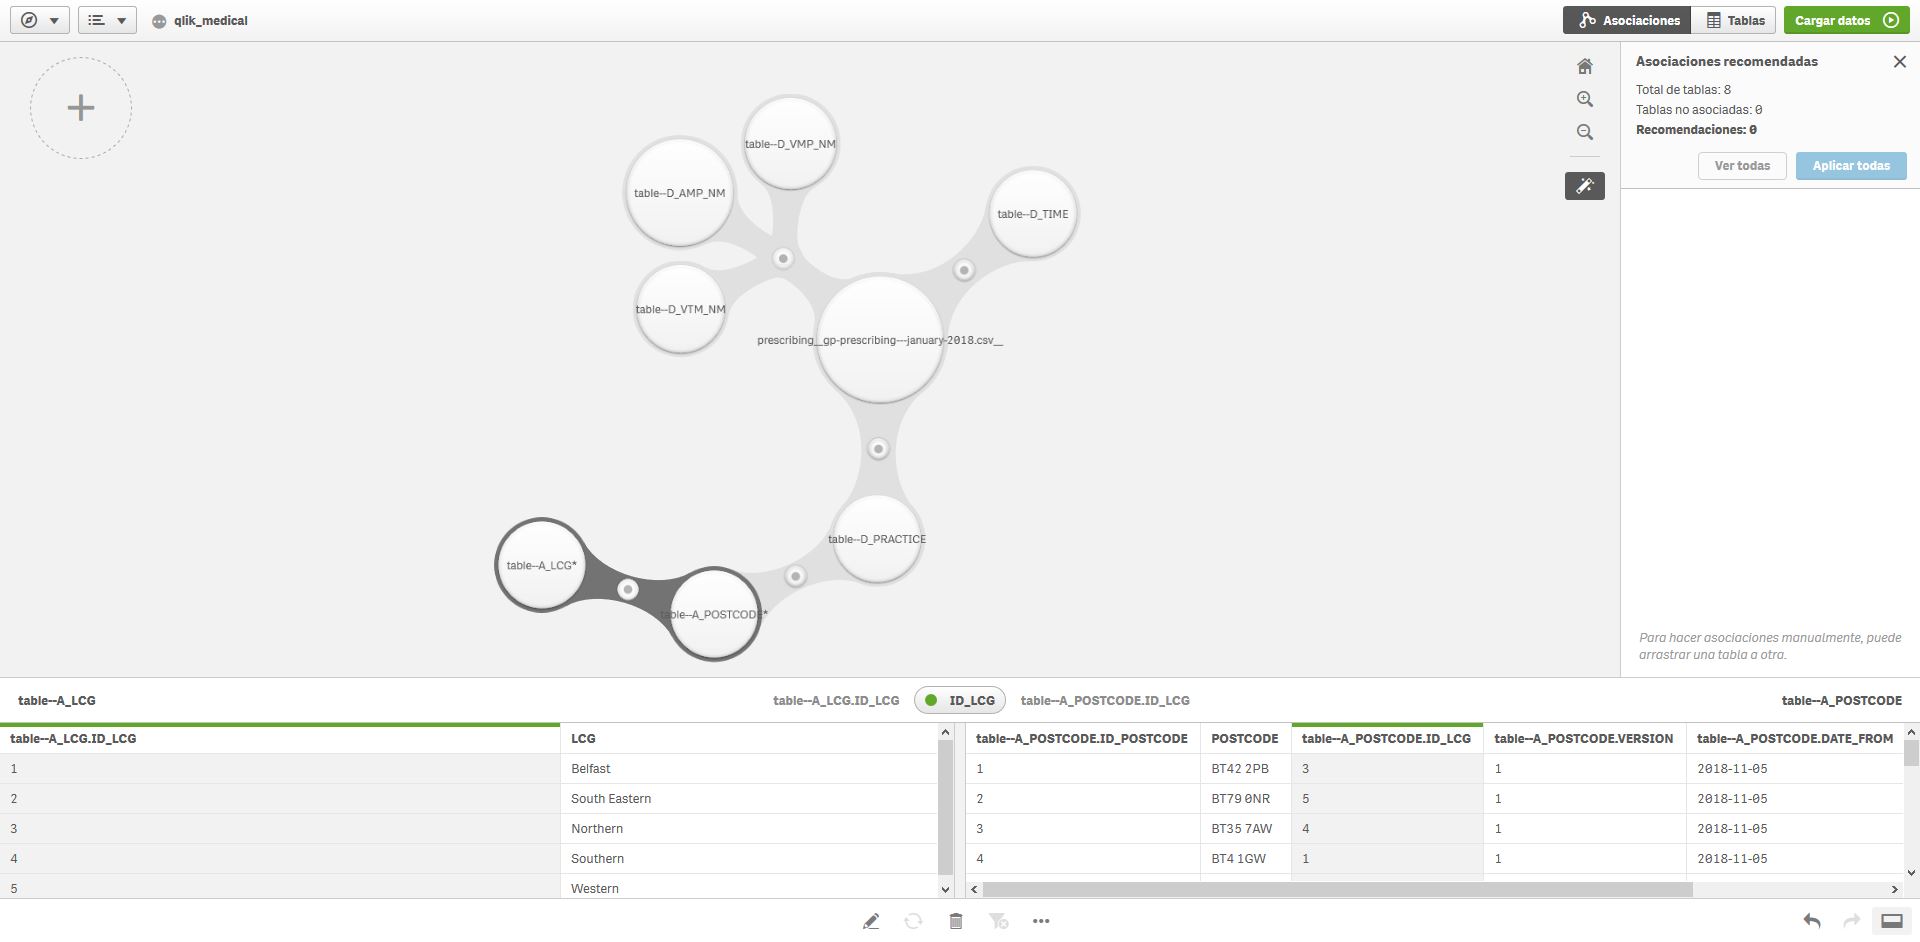 qlik_medical
Asociaciones
Tablas
Cargar datos
Asociaciones recomendadas
Total de tablas: 8
Tablas no asociadas: 0
Recomendaciones: 0
Ver todas
Aplicar todas
table--D_VMP_NM
table--D_AMP_NM
table--D_TIME
table--D_VTM_NM
prescribing__gp-prescribing---january-2018.csv__
table--D_PRACTICE
table--A_LCG*
table--A_POSTCODE*
Para hacer asociaciones manualmente, puede
arrastrar una tabla a otra.
table--A_LCG
table--A_LCG.ID_LCG
ID_LCG
table--A_POSTCODE.ID_LCG
table--A_POSTCODE
table--A_LCG.ID_LCG LCG
1 Belfast
2 South Eastern
3 Northern
4 Southern
5 Western
table--A_POSTCODE.ID_POSTCODE POSTCODE table--A_POSTCODE.ID_LCG table--A_POSTCODE.VERSION table--A_POSTCODE.DATE_FROM
1 BT42 2PB 3 1 2018-11-05
2 BT79 0NR 5 1 2018-11-05
3 BT35 7AW 4 1 2018-11-05
4 BT4 1GW 1 1 2018-11-05